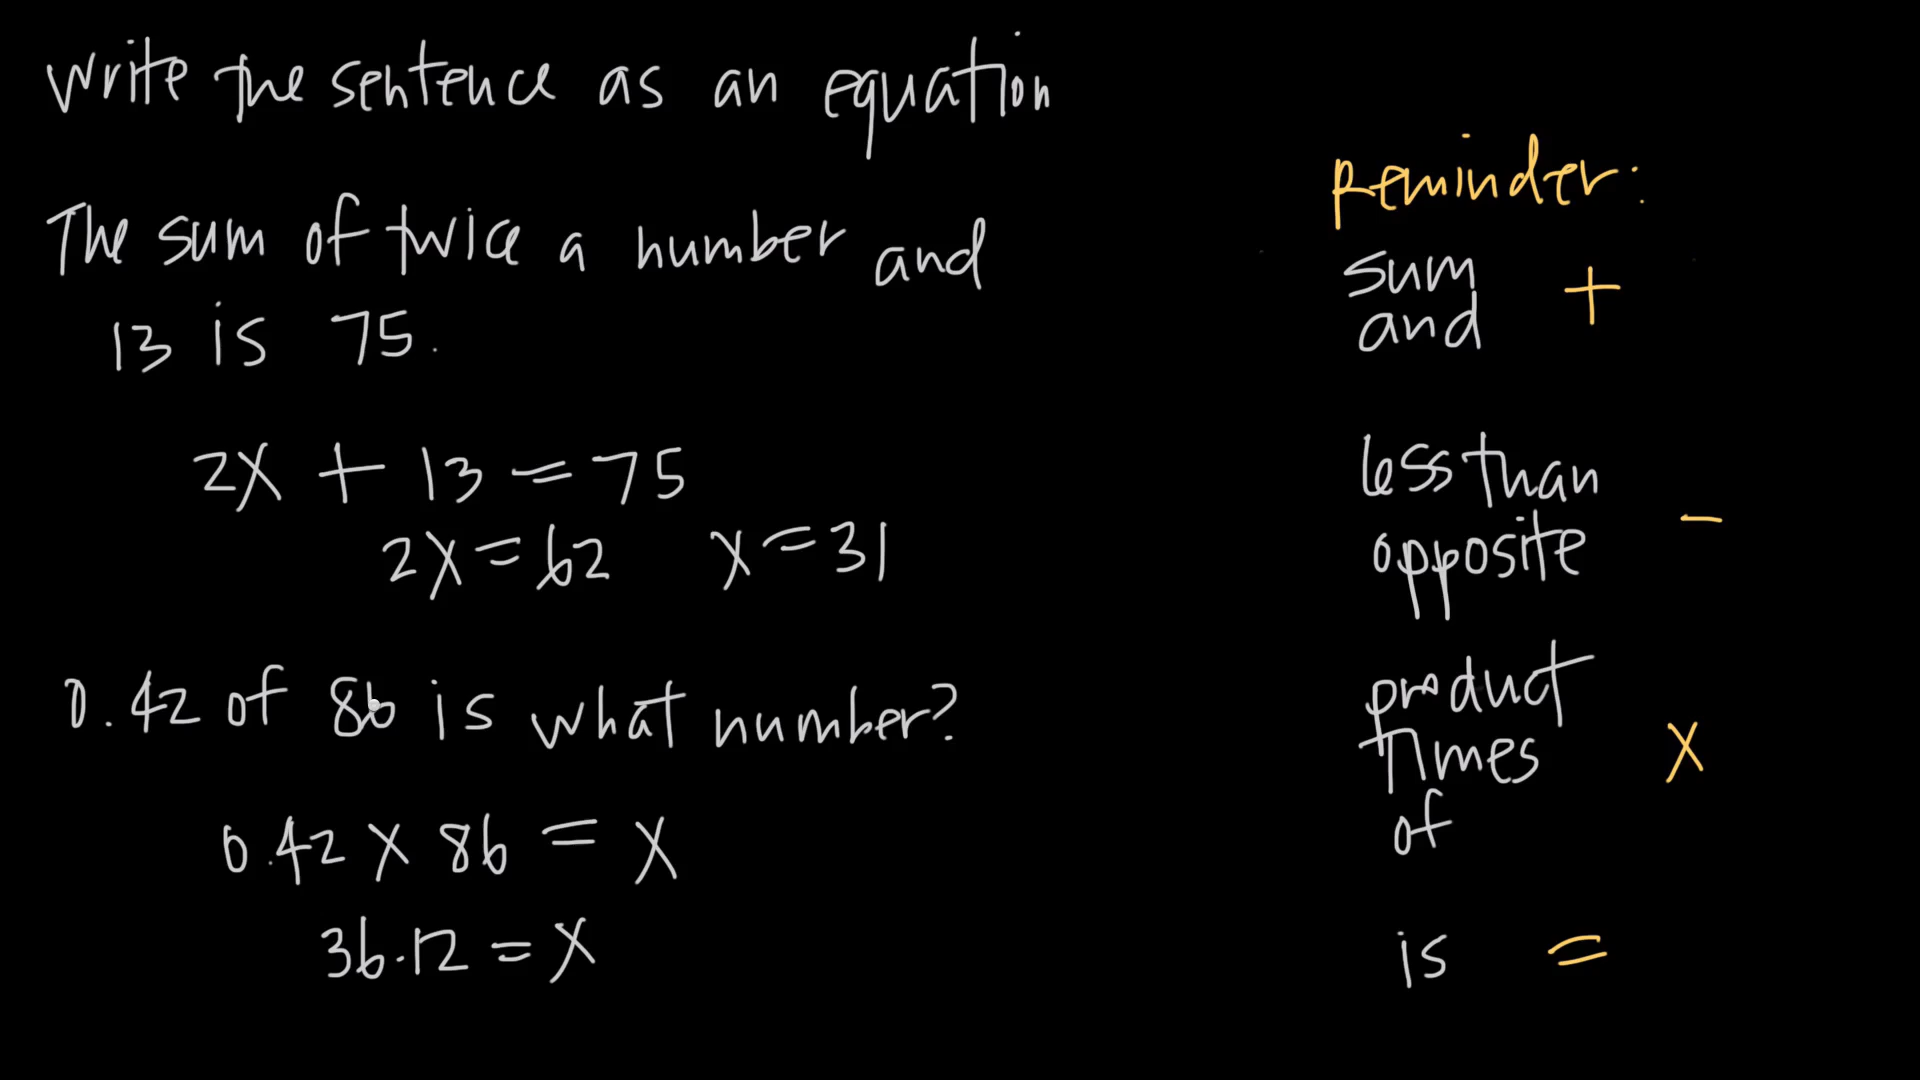 Write the sentence as an equation
The sum of twice a number and
13 is 75.
2x + 13 = 75
2x = 62 x = 31
0.42 of 86 is what number?
0.42 x 86 = x
36.12 = x
reminder:
sum
and +
less than
opposite -
product
times x
of
is =